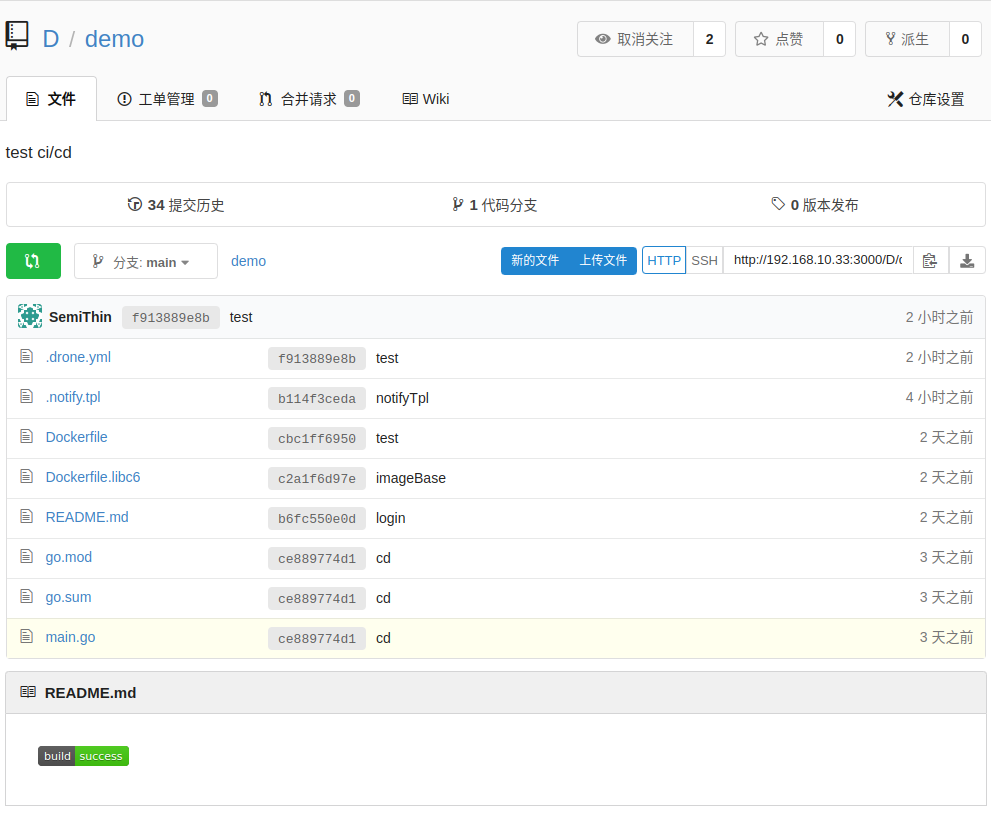 D / demo
取消关注 2 点赞 0 派生 0
文件 工单管理 0 合并请求 0 Wiki 仓库设置
test ci/cd
34 提交历史 1 代码分支 0 版本发布
分支: main demo 新的文件 上传文件 HTTP SSH http://192.168.10.33:3000/D/d
SemiThin f913889e8b test 2 小时之前
.drone.yml f913889e8b test 2 小时之前
.notify.tpl b114f3ceda notifyTpl 4 小时之前
Dockerfile cbc1ff6950 test 2 天之前
Dockerfile.libc6 c2a1f6d97e imageBase 2 天之前
README.md b6fc550e0d login 2 天之前
go.mod ce889774d1 cd 3 天之前
go.sum ce889774d1 cd 3 天之前
main.go ce889774d1 cd 3 天之前
README.md
build success